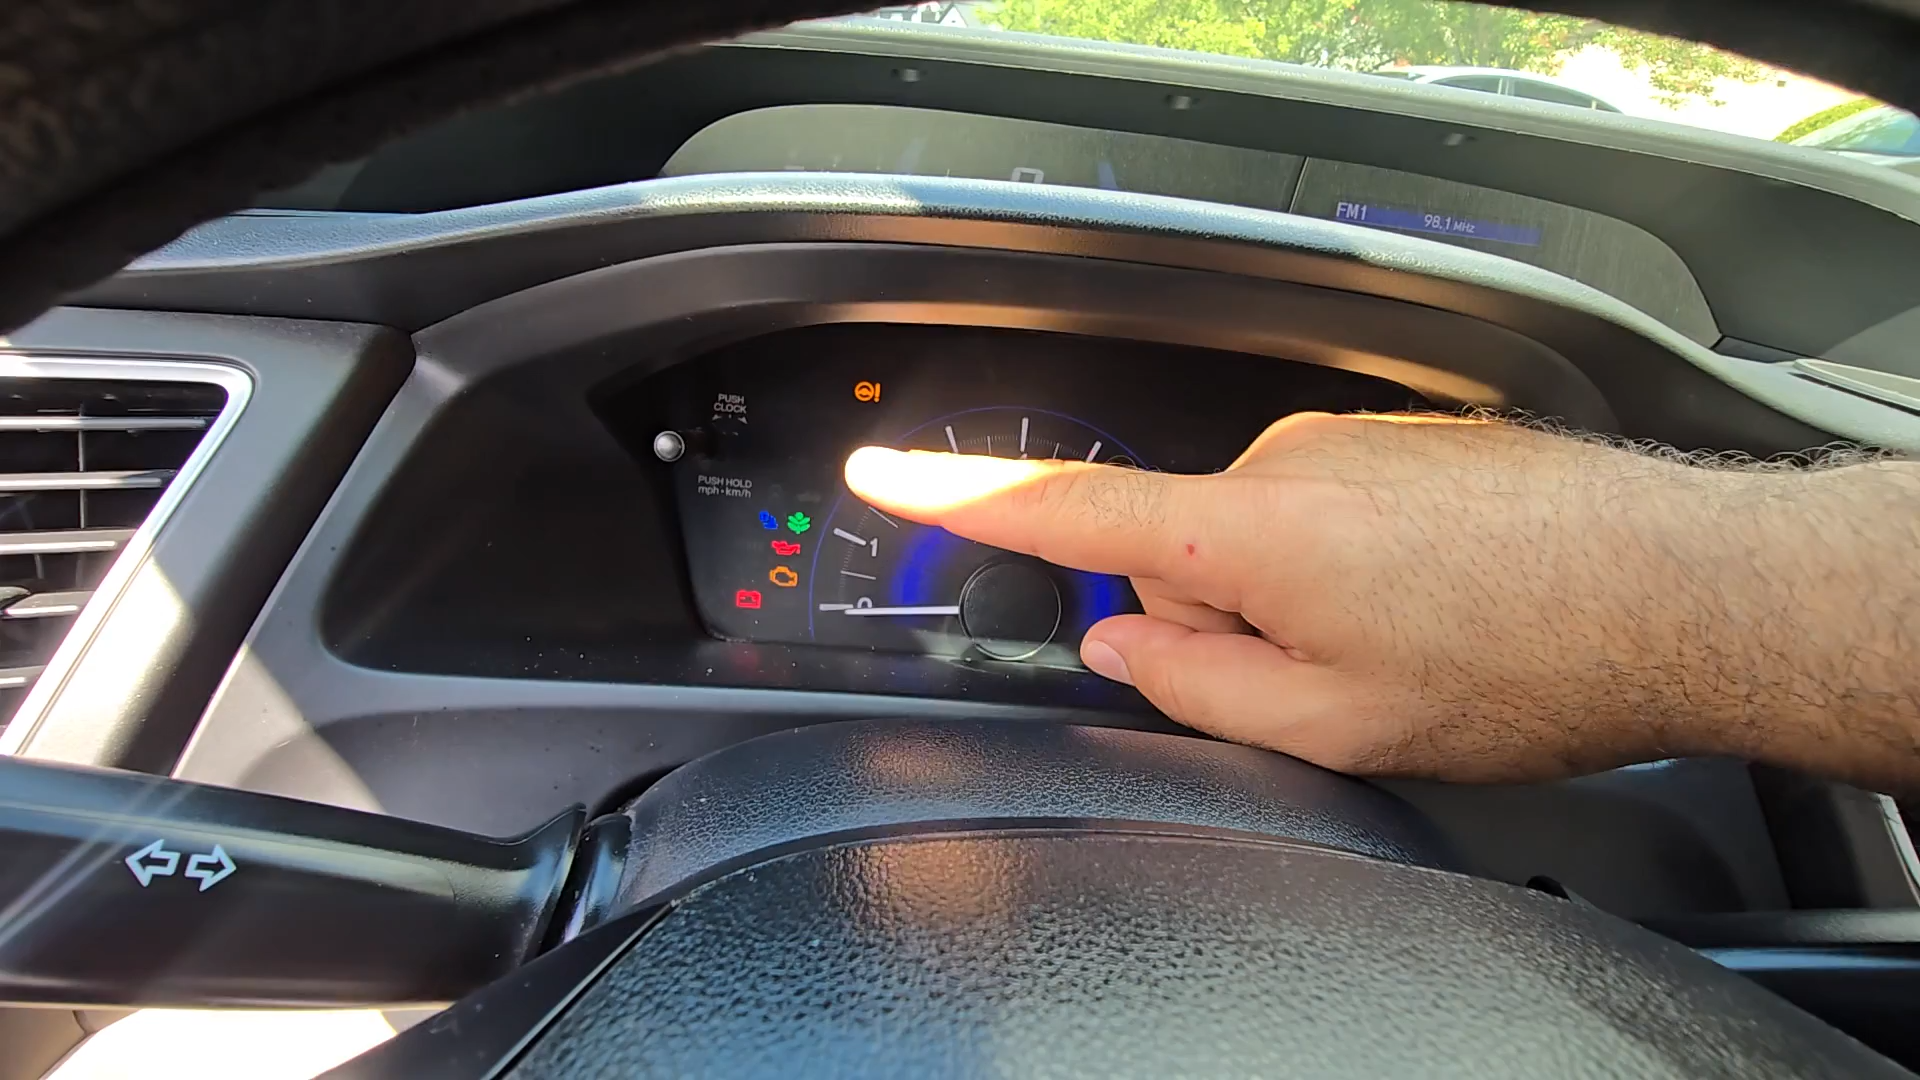 FM1 98.1 MHz
PUSH
CLOCK
PUSH HOLD
mph•km/h
1
0